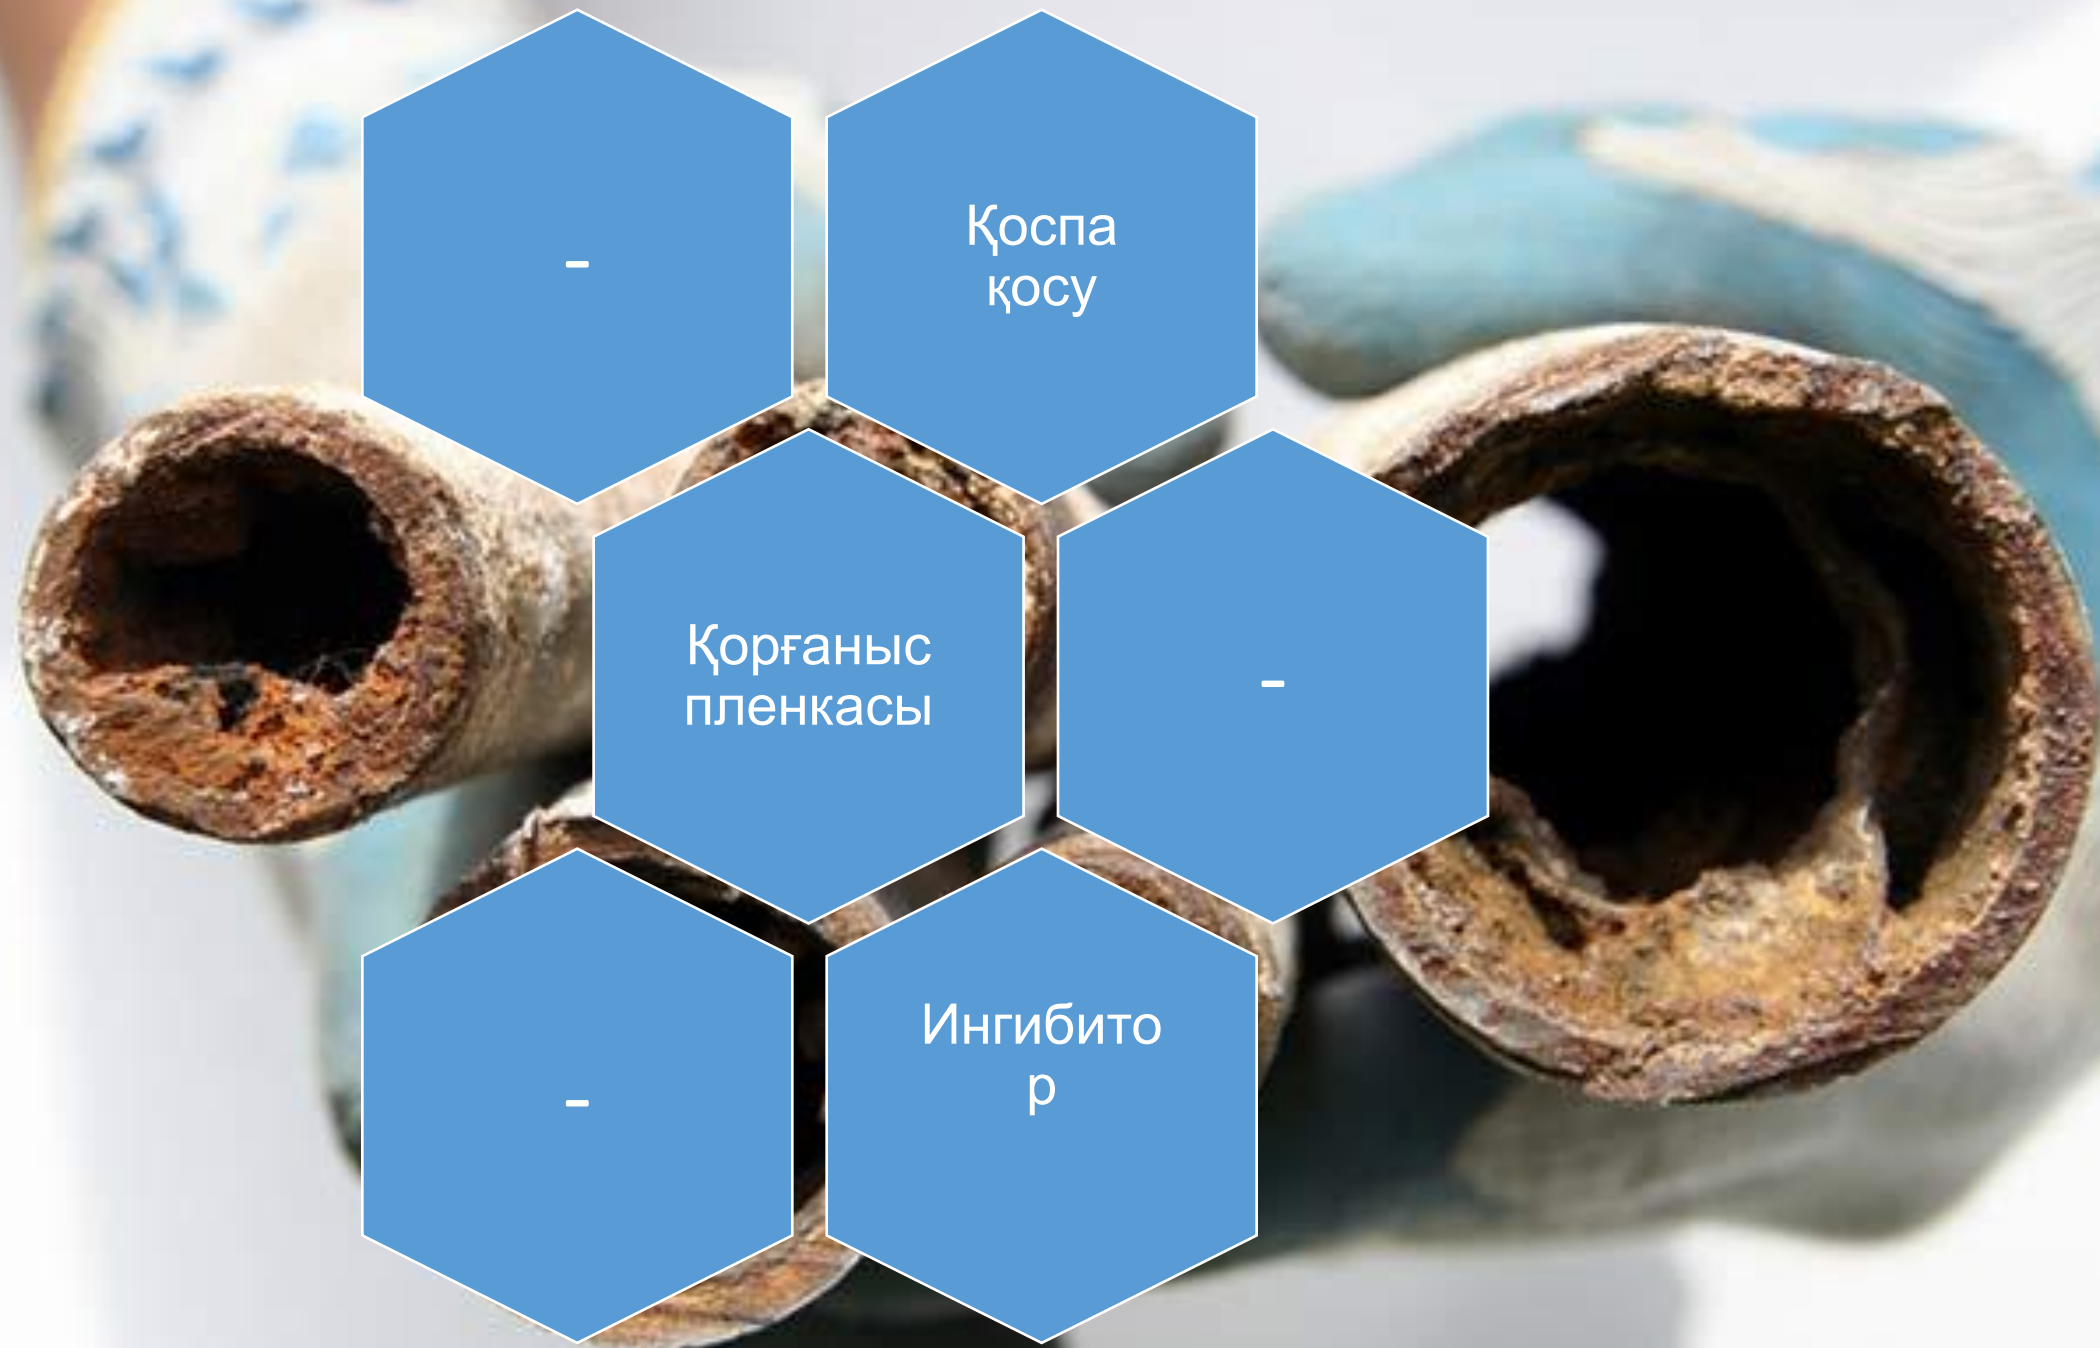 -
Қоспа
қосу
Қорғаныс
пленкасы
-
-
Ингибито
р